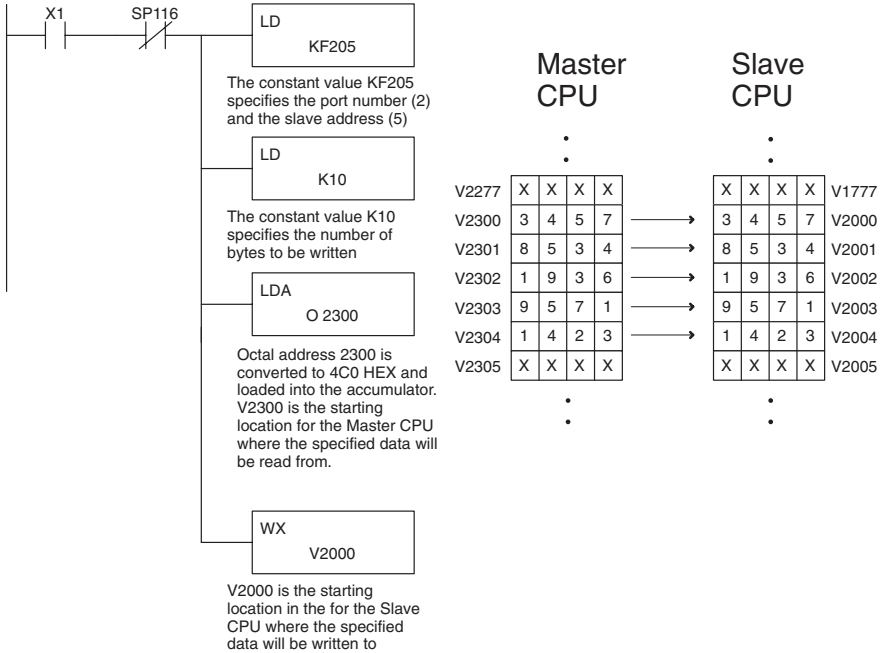 X1
SP116
LD
KF205
The constant value KF205
specifies the port number (2)
and the slave address (5)
LD
K10
The constant value K10
specifies the number of
bytes to be written
LDA
O 2300
Octal address 2300 is
converted to 4C0 HEX and
loaded into the accumulator.
V2300 is the starting
location for the Master CPU
where the specified data will
be read from.
WX
V2000
V2000 is the starting
location in the for the Slave
CPU where the specified
data will be written to
Master
CPU
Slave
CPU
V2277 X X X X X X X X V1777
V2300 3 4 5 7 3 4 5 7 V2000
V2301 8 5 3 4 8 5 3 4 V2001
V2302 1 9 3 6 1 9 3 6 V2002
V2303 9 5 7 1 9 5 7 1 V2003
V2304 1 4 2 3 1 4 2 3 V2004
V2305 X X X X X X X X V2005